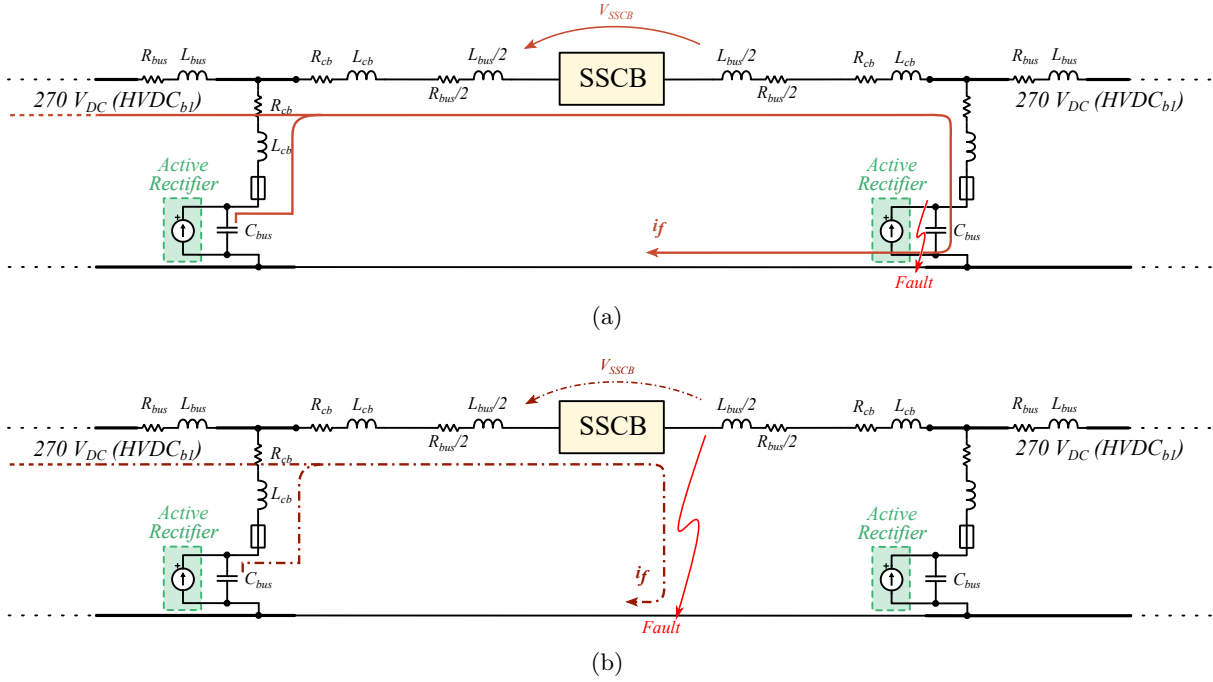 V_SSCB
R_bus L_bus R_cb L_cb L_bus/2 R_bus/2 SSCB L_bus/2 R_bus/2 R_cb L_cb R_bus L_bus
270 V_DC (HVDC_b1) R_cb 270 V_DC (HVDC_b1)
L_cb
Active Rectifier
Active Rectifier
+ C_bus i_f + C_bus
Fault
(a)
V_SSCB
R_bus L_bus R_cb L_cb L_bus/2 R_bus/2 SSCB L_bus/2 R_bus/2 R_cb L_cb R_bus L_bus
270 V_DC (HVDC_b1) R_cb 270 V_DC (HVDC_b1)
L_cb
Active Rectifier
Active Rectifier
+ C_bus i_f + C_bus
Fault
(b)